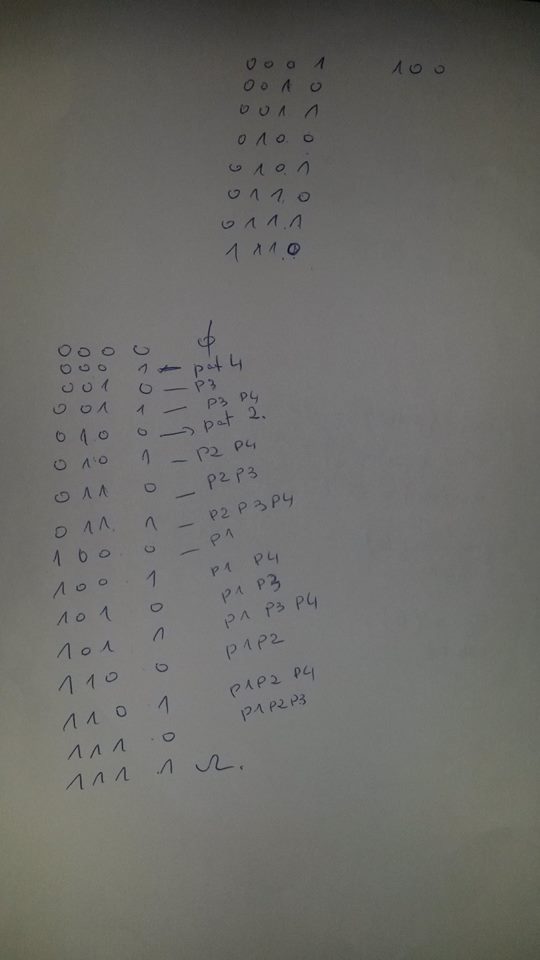 0 0 0 1 1 0 0
0 0 1 0
0 0 1 1
0 1 0 0
0 1 0 1
0 1 1 0
0 1 1 1
1 1 1 0
0 0 0 0 ϕ
0 0 0 1 — pat 4
0 0 1 0 — P3
0 0 1 1 — P3 P4
0 1 0 0 → pat 2.
0 1 0 1 — P2 P4
0 1 1 0 — P2 P3
0 1 1 1 — P2 P3 P4
1 0 0 0 — P1
1 0 0 1 P1 P4
1 0 1 0 P1 P3
1 0 1 1 P1 P3 P4
1 1 0 0 P1 P2
1 1 0 1 P1 P2 P4
1 1 1 0 P1 P2 P3
1 1 1 1 Ω.